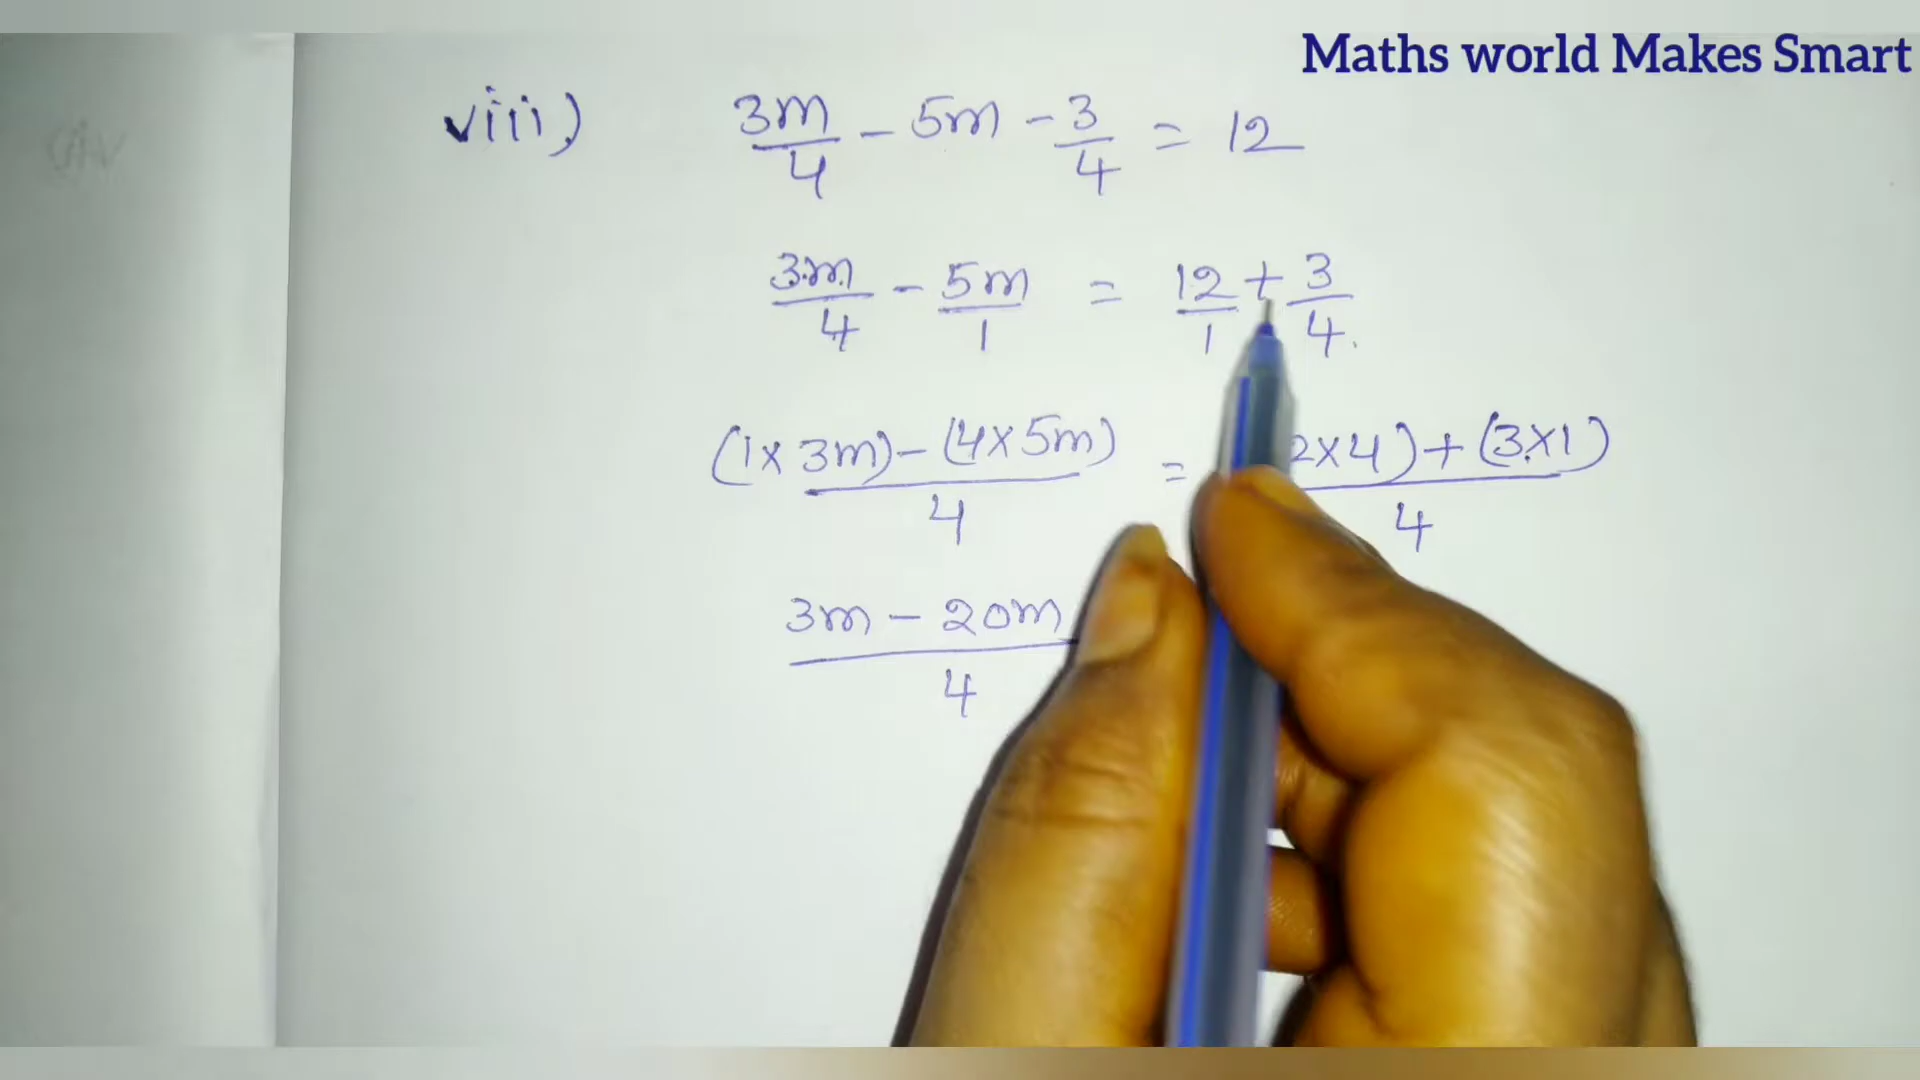 Maths world Makes Smart
viii) 3m/4 - 5m - 3/4 = 12
3m/4 - 5m/1 = 12/1 + 3/4
(1 x 3m) - (4 x 5m) / 4 = 2 x 4) + (3 x 1) / 4
3m - 20m / 4